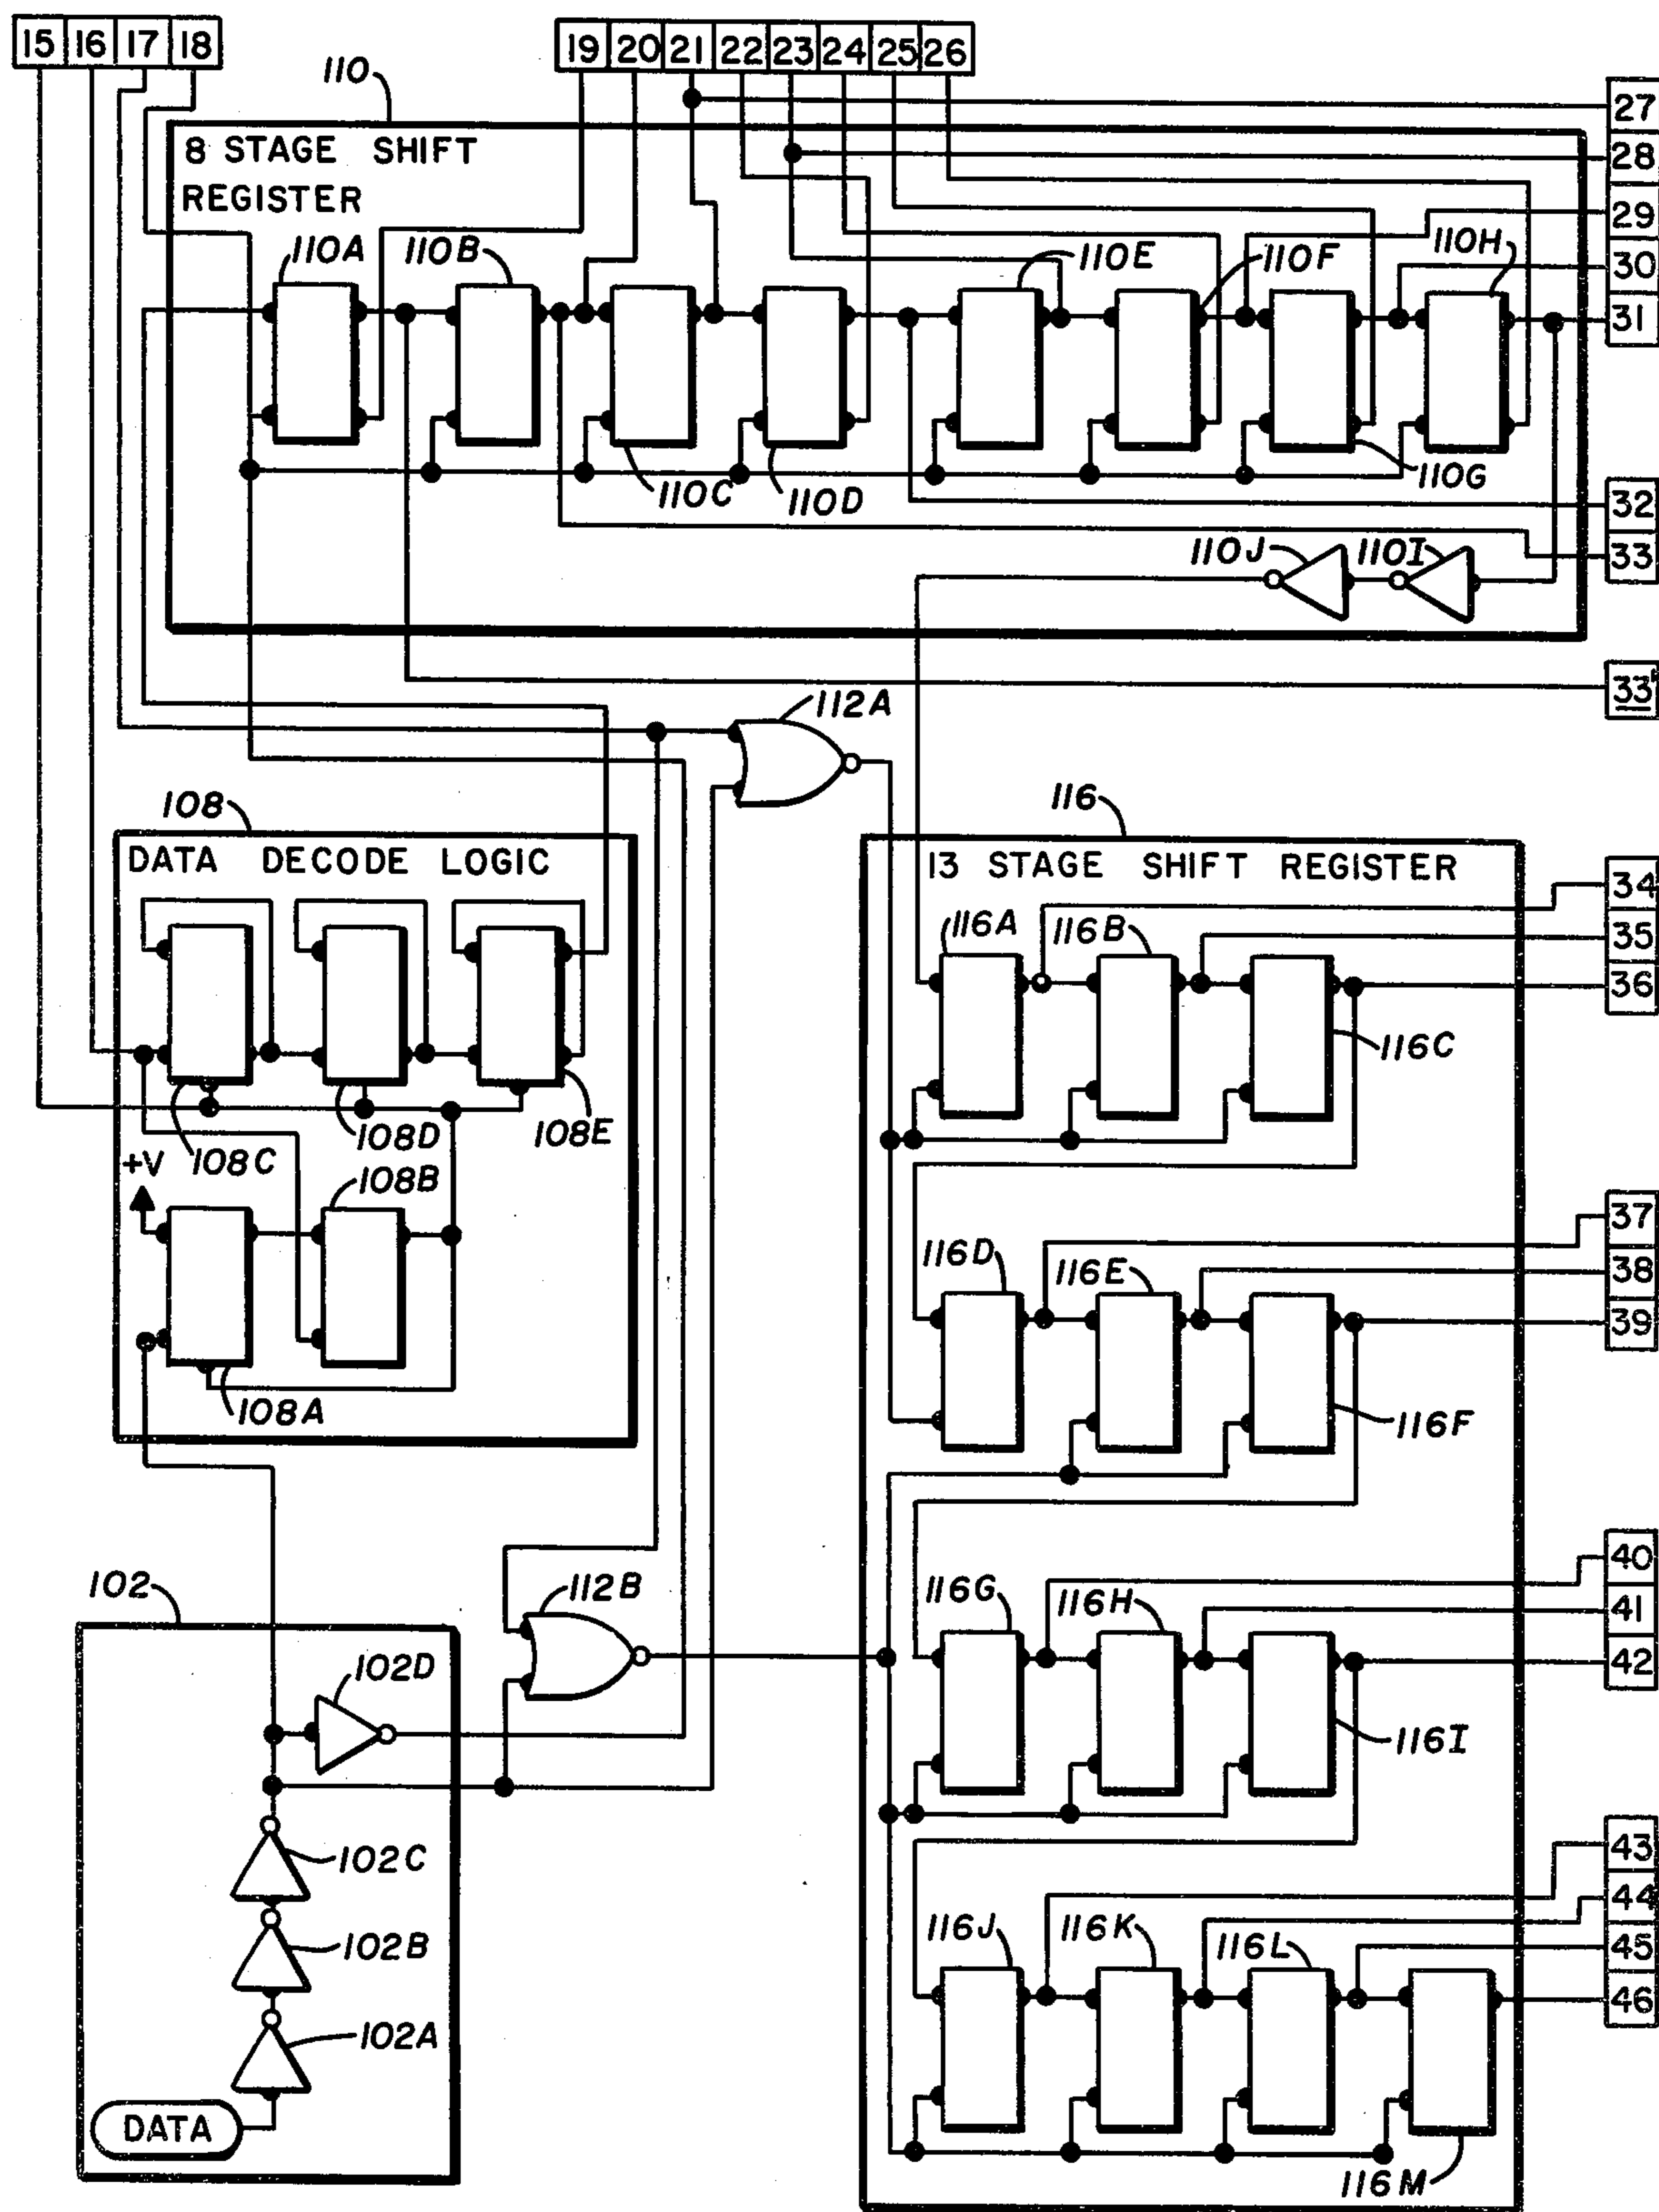 15 16 17 18
19 20 21 22 23 24 25 26
110
27
8 STAGE SHIFT
REGISTER
28
29
110A
110B
110E
110F
110H
30
31
110C
110D
110G
32
33
110J
110I
33'
112A
108
DATA DECODE LOGIC
116
13 STAGE SHIFT REGISTER
34
35
36
116A
116B
116C
108C
108D
108E
+V
108B
37
38
39
116D
116E
116F
108A
40
41
42
102
112B
116G
116H
116I
102D
43
44
45
46
102C
102B
102A
116J
116K
116L
DATA
116M